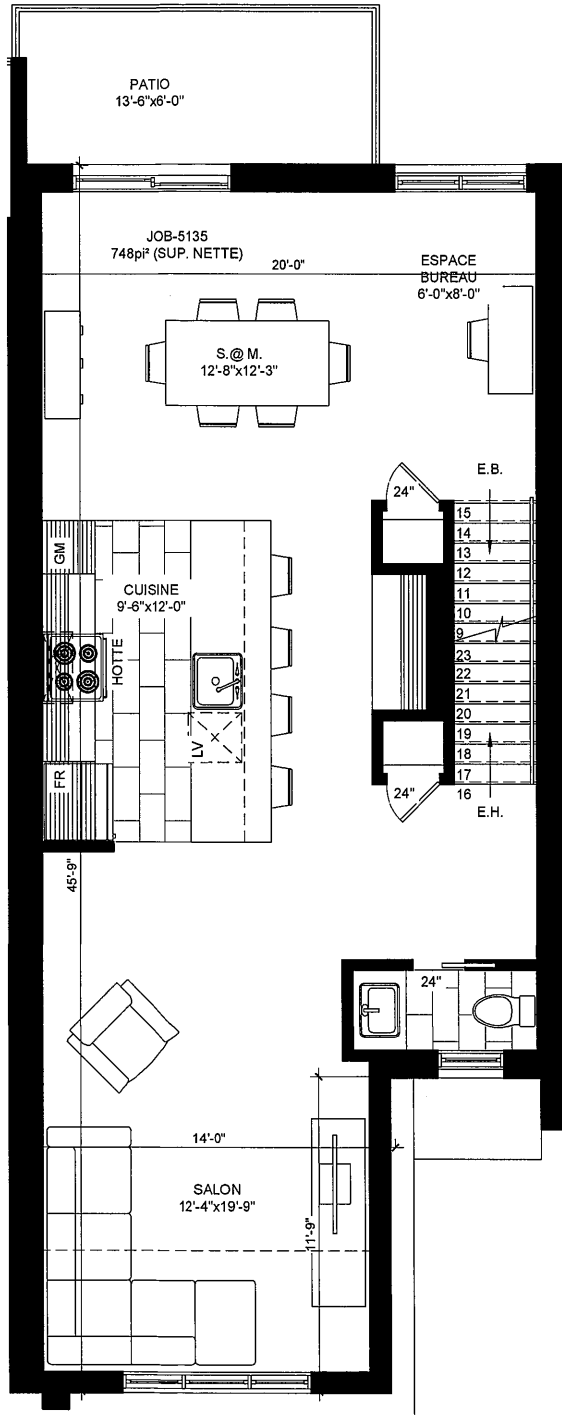 PATIO
13'-6"x6'-0"
JOB-5135
748pi² (SUP. NETTE)
20'-0"
ESPACE
BUREAU
6'-0"x8'-0"
S.@ M.
12'-8"x12'-3"
E.B.
24"
15
14
13
12
11
10
9
23
22
21
20
19
18
17
16
GM
CUISINE
9'-6"x12'-0"
HOTTE
LV
FR
24"
E.H.
45'-9"
24"
14'-0"
SALON
12'-4"x19'-9"
11'-9"